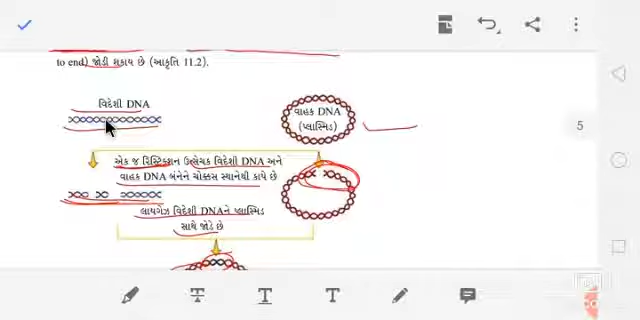 to end) જોડી શકાય છે (આકૃતિ 11.2).
વિદેશી DNA
વાહક DNA
(પ્લાસ્મિડ)
5
એક જ રિસ્ટ્રિક્શન ઉત્સેચક વિદેશી DNA અને
વાહક DNA બંનેને ચોક્કસ સ્થાનેથી કાપે છે
લાયગેઝ વિદેશી DNAને પ્લાસ્મિડ
સાથે જોડે છે